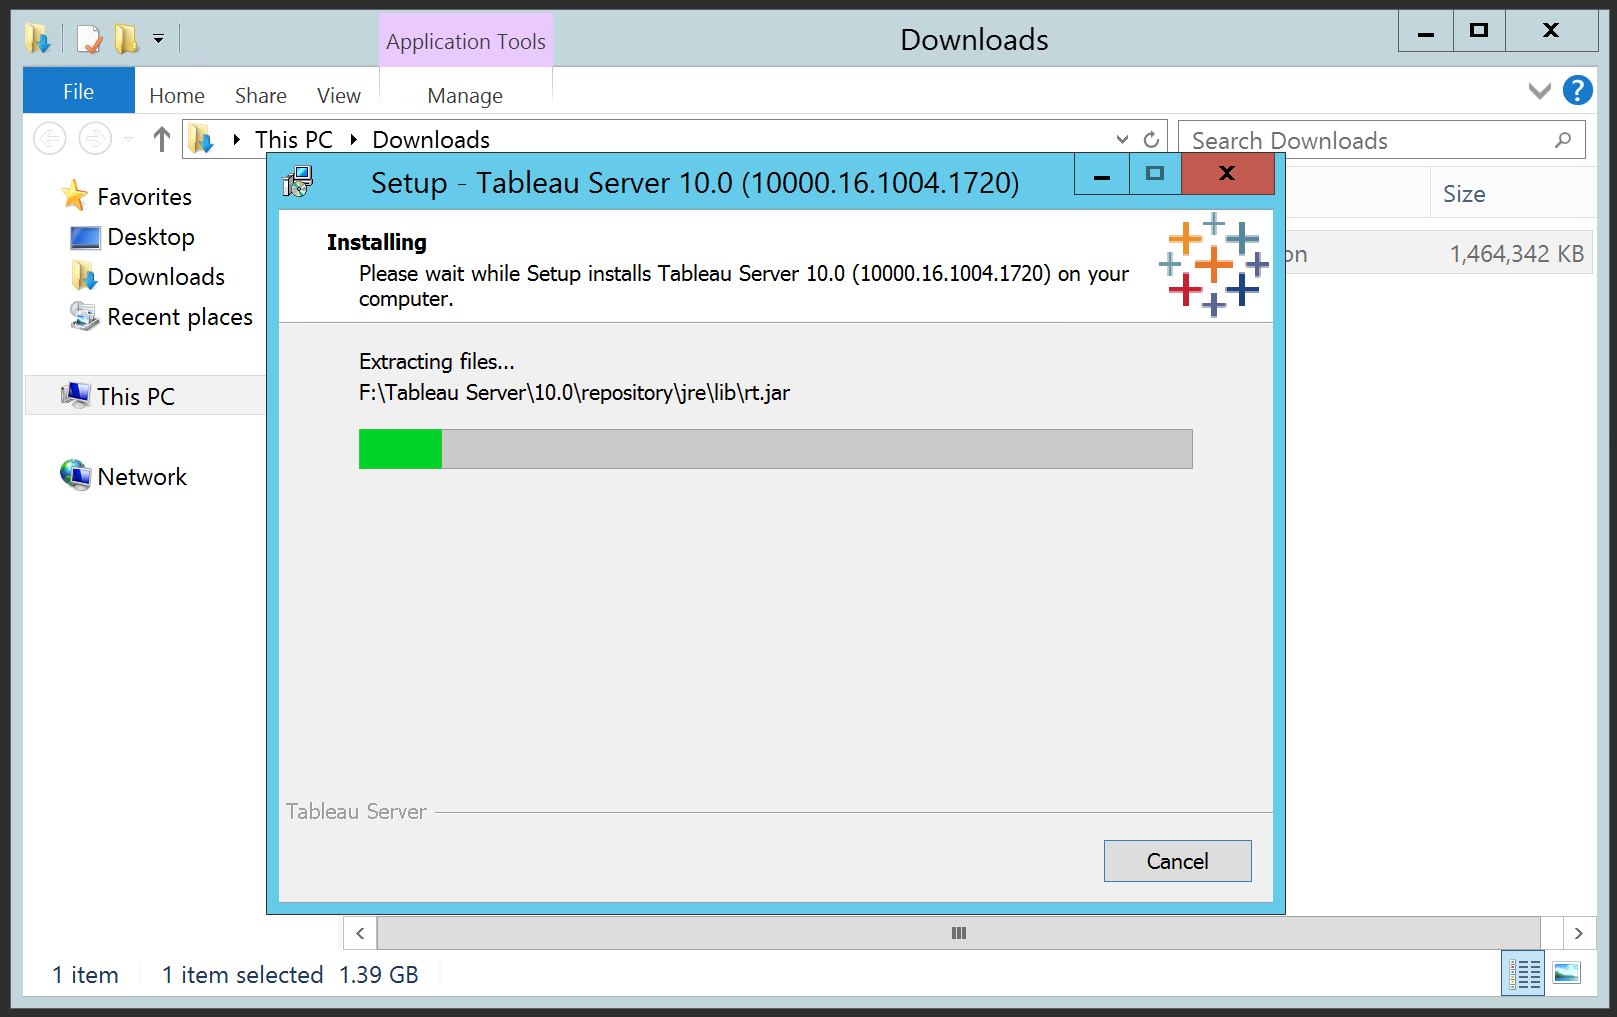 Application Tools
Downloads
File
Home
Share
View
Manage
?
This PC
Downloads
Search Downloads
Setup - Tableau Server 10.0 (10000.16.1004.1720)
Size
Favorites
Installing
Desktop
on
1,464,342 KB
Please wait while Setup installs Tableau Server 10.0 (10000.16.1004.1720) on your
computer.
Downloads
Recent places
Extracting files...
F:\Tableau Server\10.0\repository\jre\lib\rt.jar
This PC
Network
Tableau Server
Cancel
1 item
1 item selected 1.39 GB